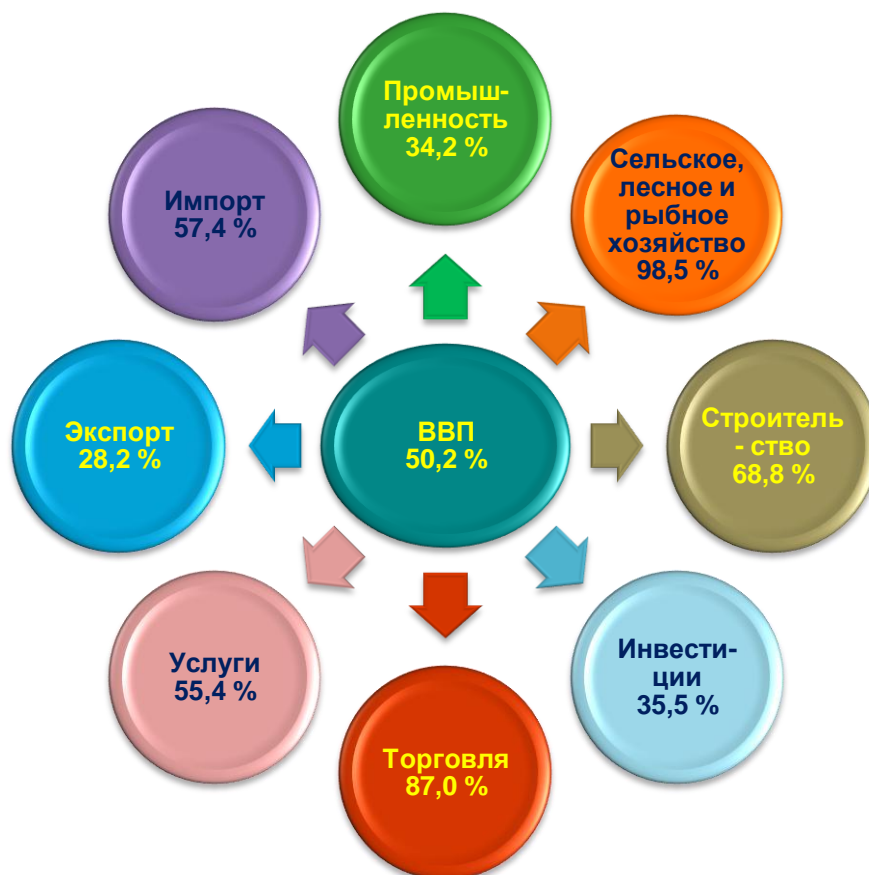 Промыш-
ленность
34,2 %
Сельское,
лесное и
рыбное
хозяйство
98,5 %
Импорт
57,4 %
Экспорт
28,2 %
ВВП
50,2 %
Строитель
- ство
68,8 %
Услуги
55,4 %
Инвести-
ции
35,5 %
Торговля
87,0 %